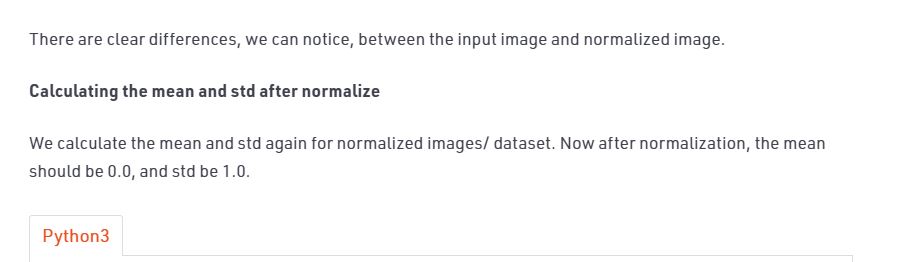 There are clear differences, we can notice, between the input image and normalized image.
Calculating the mean and std after normalize
We calculate the mean and std again for normalized images/ dataset. Now after normalization, the mean
should be 0.0, and std be 1.0.
Python3